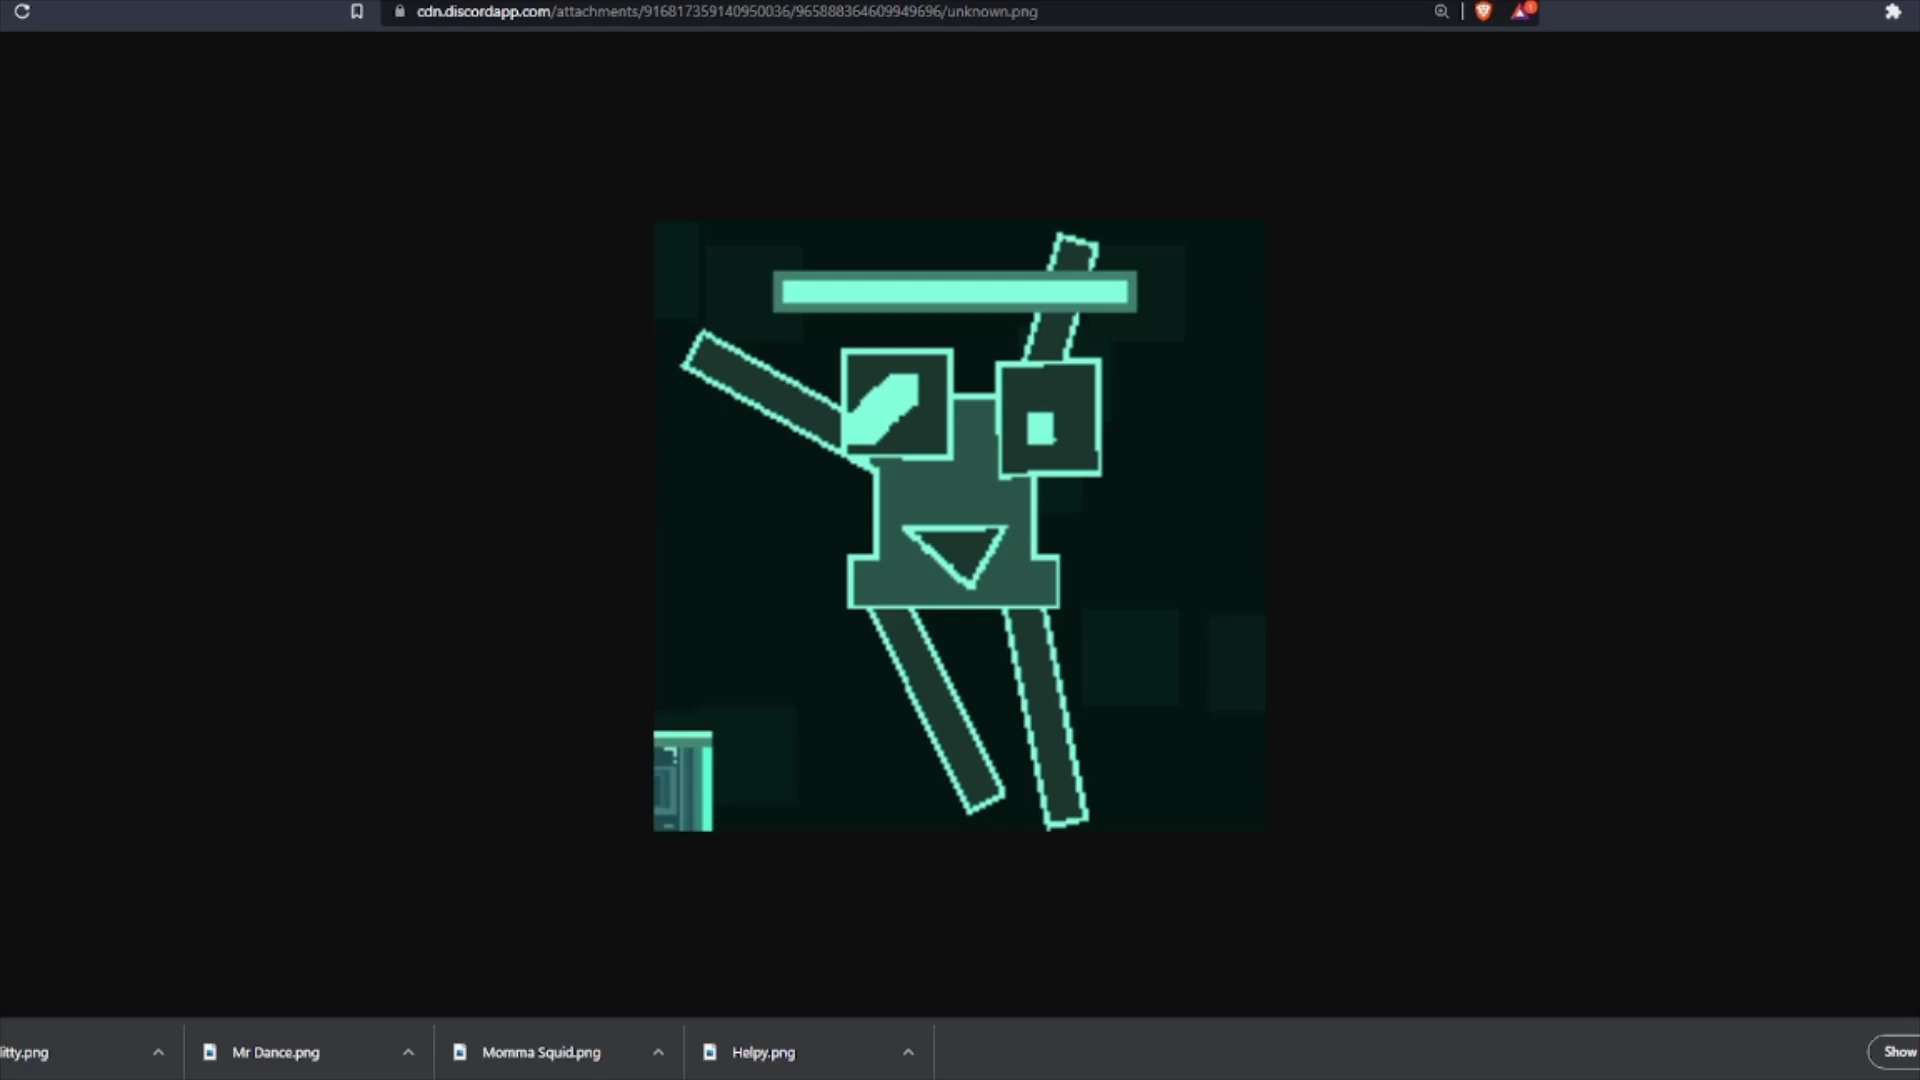 cdn.discordapp.com/attachments/916817359140950036/965888364609949696/unknown.png
itty.png
Mr Dance.png
Momma Squid.png
Helpy.png
Show